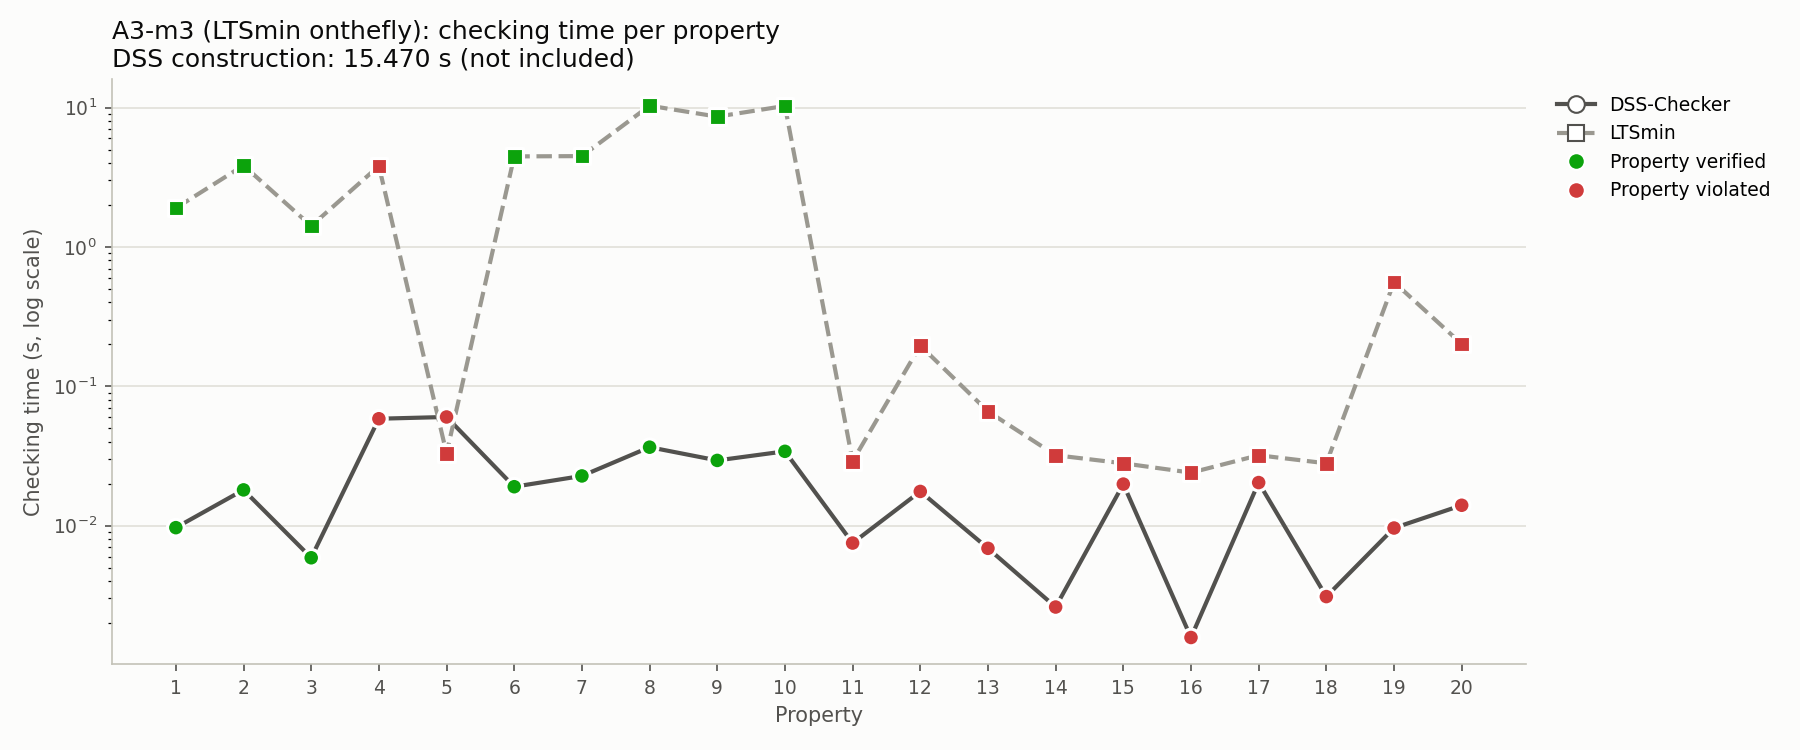 A3-m3 (LTSmin onthefly): checking time per property
DSS construction: 15.470 s (not included)
DSS-Checker
LTSmin
Property verified
Property violated
Checking time (s, log scale)
10¹
10⁰
10⁻¹
10⁻²
1 2 3 4 5 6 7 8 9 10 11 12 13 14 15 16 17 18 19 20
Property